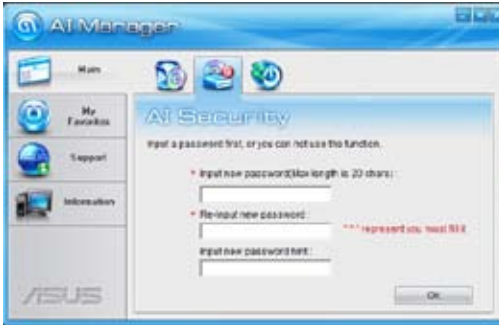 AI Manager
Main
My
Favorites
Support
Information
AI Security
Input a password first, or you can not use this function.
* Input new password(Max length is 20 chars):
* Re-input new password:
"*" represent you must fill it
Input new password hint:
OK
ASUS